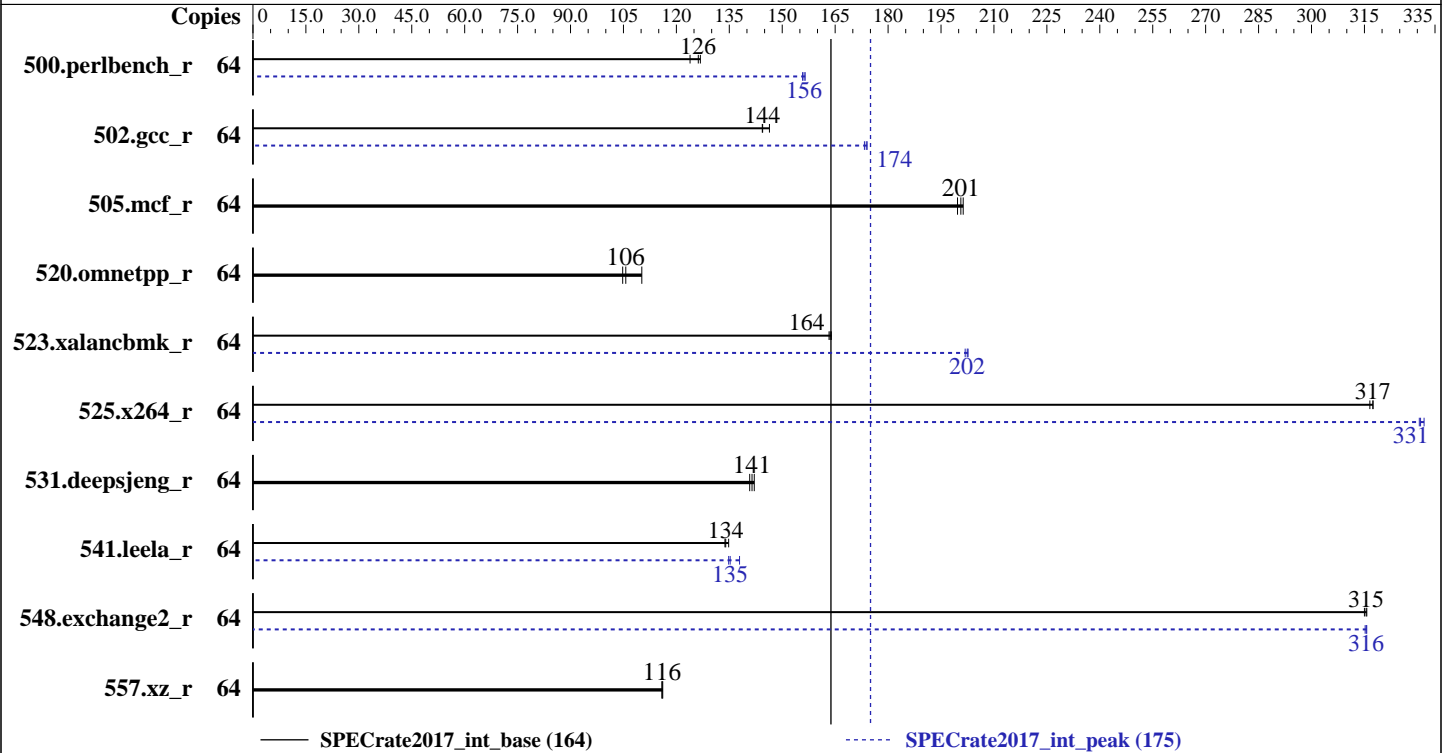 Copies 0 15.0 30.0 45.0 60.0 75.0 90.0 105 120 135 150 165 180 195 210 225 240 255 270 285 300 315 335
500.perlbench_r 64 126
156
502.gcc_r 64 144
174
505.mcf_r 64 201
520.omnetpp_r 64 106
523.xalancbmk_r 64 164
202
525.x264_r 64 317
331
531.deepsjeng_r 64 141
541.leela_r 64 134
135
548.exchange2_r 64 315
316
557.xz_r 64 116
SPECrate2017_int_base (164) SPECrate2017_int_peak (175)